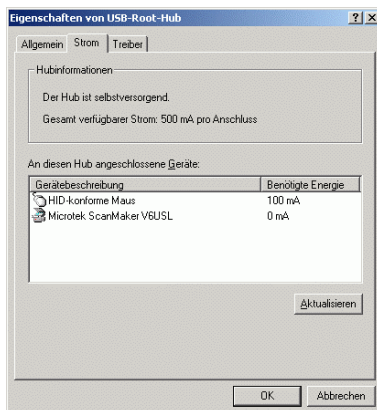 Eigenschaften von USB-Root-Hub
Allgemein Strom Treiber
Hubinformationen
Der Hub ist selbstversorgend.
Gesamt verfügbarer Strom: 500 mA pro Anschluss
An diesen Hub angeschlossene Geräte:
Gerätebeschreibung Benötigte Energie
HID-konforme Maus 100 mA
Microtek ScanMaker V6USL 0 mA
Aktualisieren
OK Abbrechen